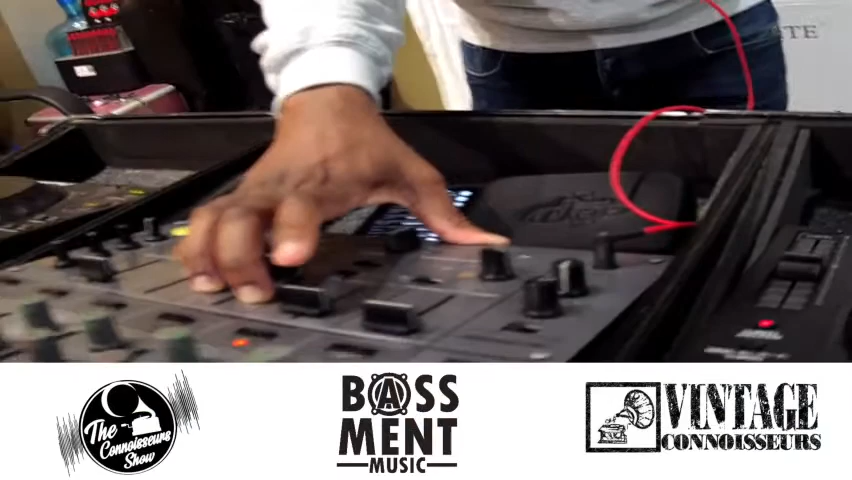 The
Connoisseurs
Show
BASS
MENT
MUSIC
VINTAGE
CONNOISSEURS